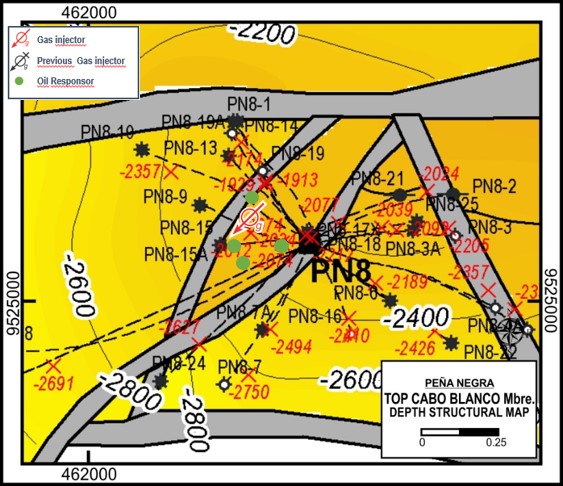 462000
-2200
Gas injector
Previous Gas injector
Oil Responsor
PN8-1
PN8-19A
PN8-14
PN8-10
PN8-13
-2174
PN8-19
-2357
-1929
-1913
PN8-21
-2024
PN8-2
PN8-9
-2077
-2039
PN8-25
PN8-15
PN8-17
PN8-3
PN8-18
PN8-3A
-2205
PN8-15A
-2074
PN8
-2600
-2189
-2357
9525000
9525000
PN8-6
-23
PN8-7A
PN8-16
-2400
-1627
-2494
-2426
PN8-22
8
-2691
PN8-24
PN8-7
-2600
-2750
-2800
-2800
PEÑA NEGRA
TOP CABO BLANCO Mbre.
DEPTH STRUCTURAL MAP
0
0.25
462000